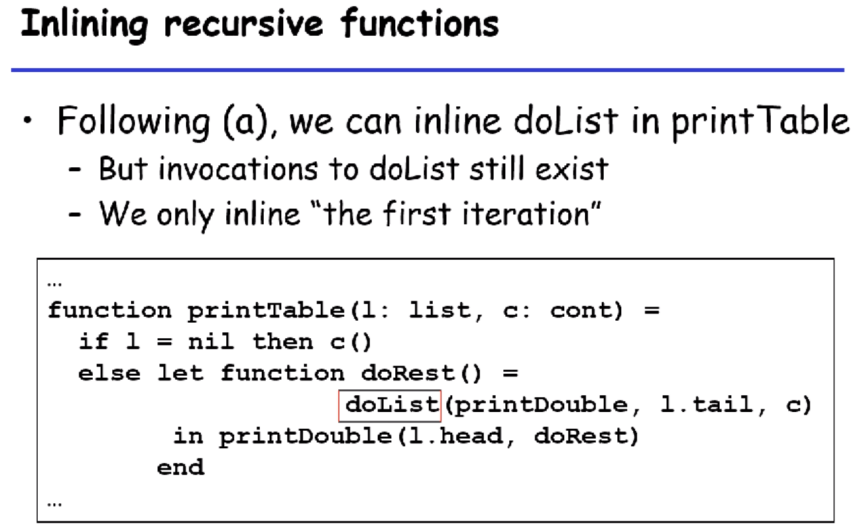 Inlining recursive functions
• Following (a), we can inline doList in printTable
- But invocations to doList still exist
- We only inline "the first iteration"
...
function printTable(l: list, c: cont) =
if l = nil then c()
else let function doRest() =
doList(printDouble, l.tail, c)
in printDouble(l.head, doRest)
end
...